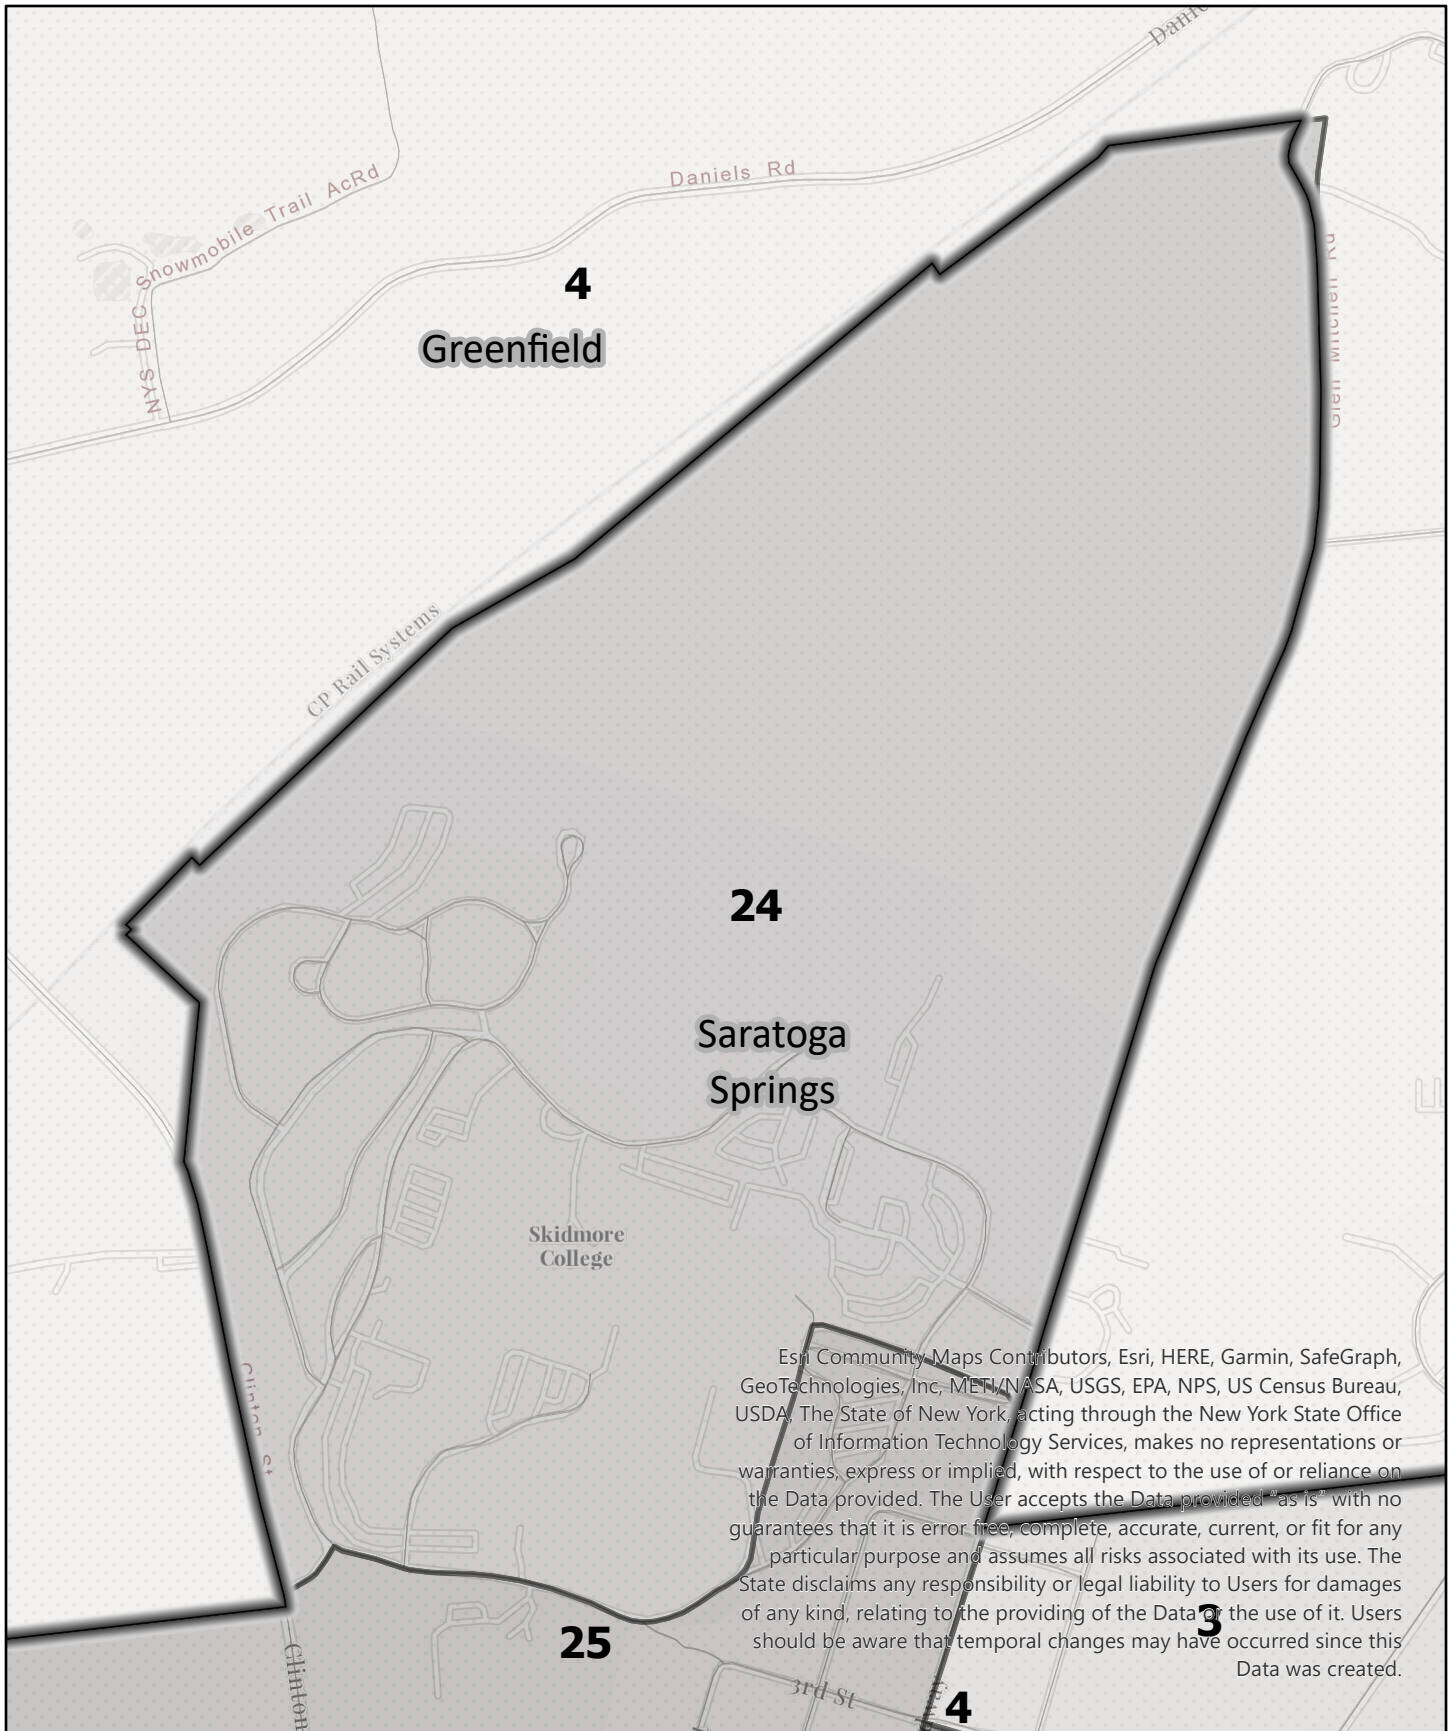 Daniels Rd
NYS DEC Snowmobile Trail AcRd
4
Greenfield
Glen Mitchell Rd
CP Rail Systems
24
Saratoga
Springs
Skidmore
College
Clinton St
Esri Community Maps Contributors, Esri, HERE, Garmin, SafeGraph,
GeoTechnologies, Inc, METI/NASA, USGS, EPA, NPS, US Census Bureau,
USDA, The State of New York, acting through the New York State Office
of Information Technology Services, makes no representations or
warranties, express or implied, with respect to the use of or reliance on
the Data provided. The User accepts the Data provided "as is" with no
guarantees that it is error free, complete, accurate, current, or fit for any
particular purpose and assumes all risks associated with its use. The
State disclaims any responsibility or legal liability to Users for damages
of any kind, relating to the providing of the Data or the use of it. Users
should be aware that temporal changes may have occurred since this
Data was created.
3
25
Clinton
3rd St
4